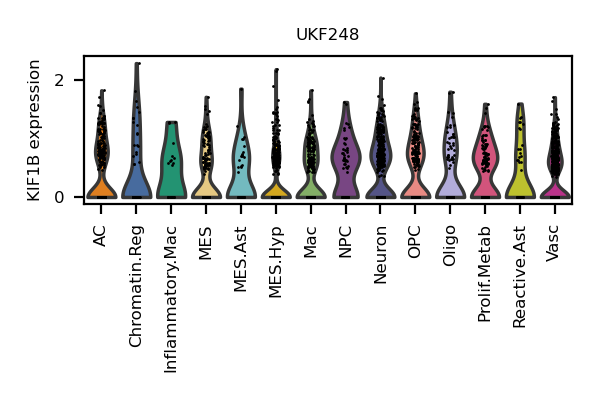 UKF248
KIF1B expression
2
0
AC
Chromatin.Reg
Inflammatory.Mac
MES
MES.Ast
MES.Hyp
Mac
NPC
Neuron
OPC
Oligo
Prolif.Metab
Reactive.Ast
Vasc